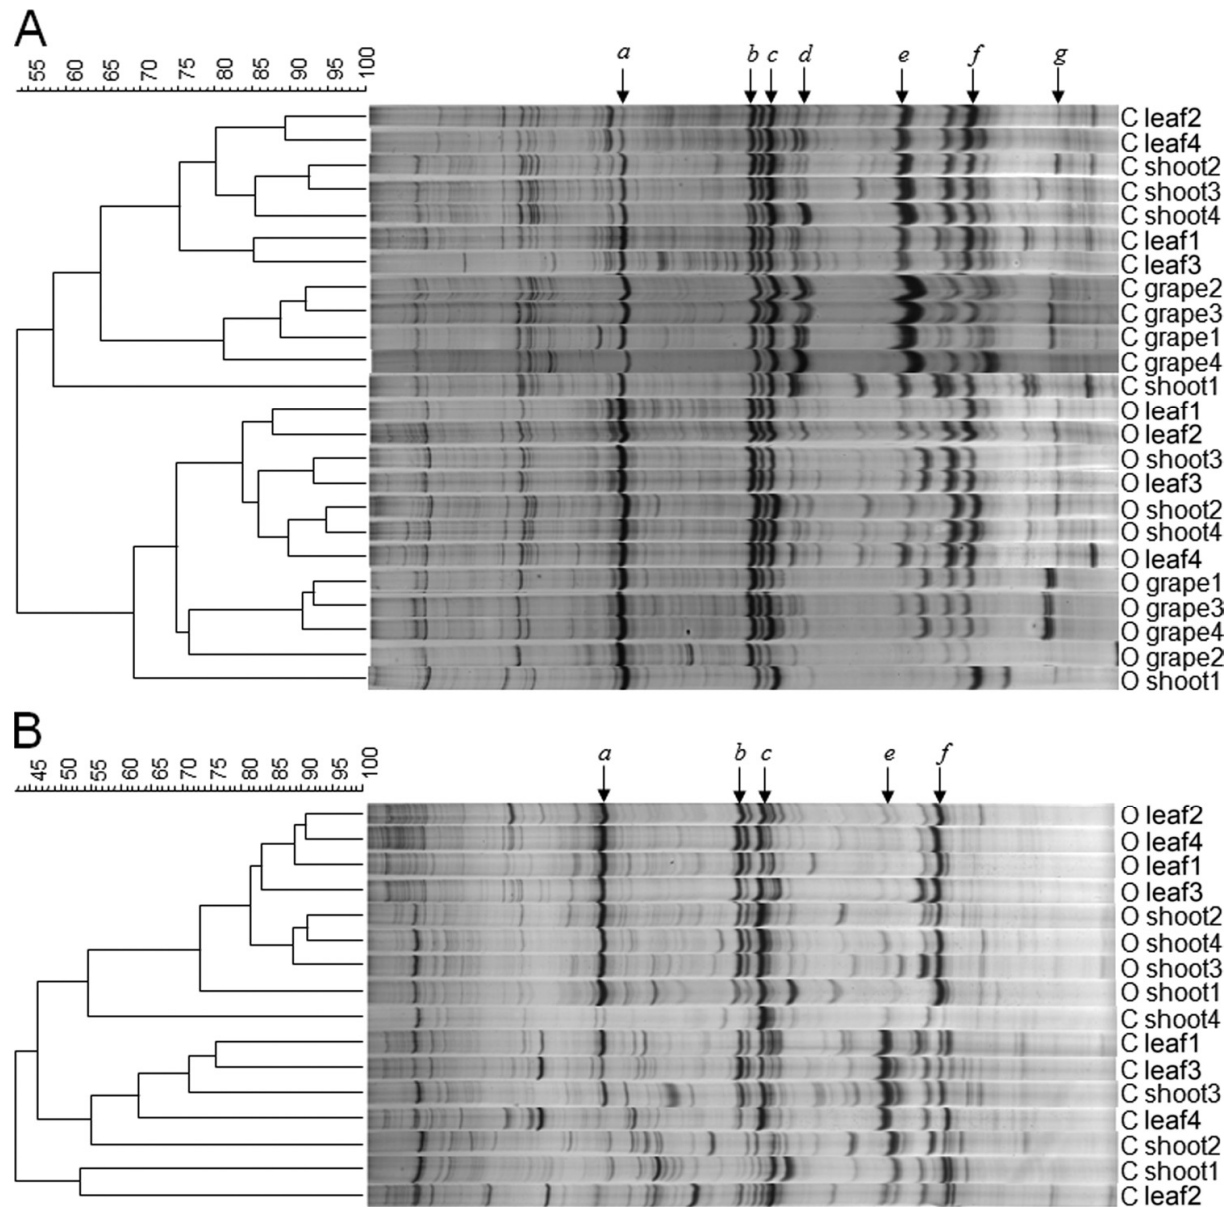 A
55 60 65 70 75 80 85 90 95 100
a b c d e f g
C leaf2
C leaf4
C shoot2
C shoot3
C shoot4
C leaf1
C leaf3
C grape2
C grape3
C grape1
C grape4
C shoot1
O leaf1
O leaf2
O shoot3
O leaf3
O shoot2
O shoot4
O leaf4
O grape1
O grape3
O grape4
O grape2
O shoot1
B
45 50 55 60 65 70 75 80 85 90 95 100
a b c e f
O leaf2
O leaf4
O leaf1
O leaf3
O shoot2
O shoot4
O shoot3
O shoot1
C shoot4
C leaf1
C leaf3
C shoot3
C leaf4
C shoot2
C shoot1
C leaf2